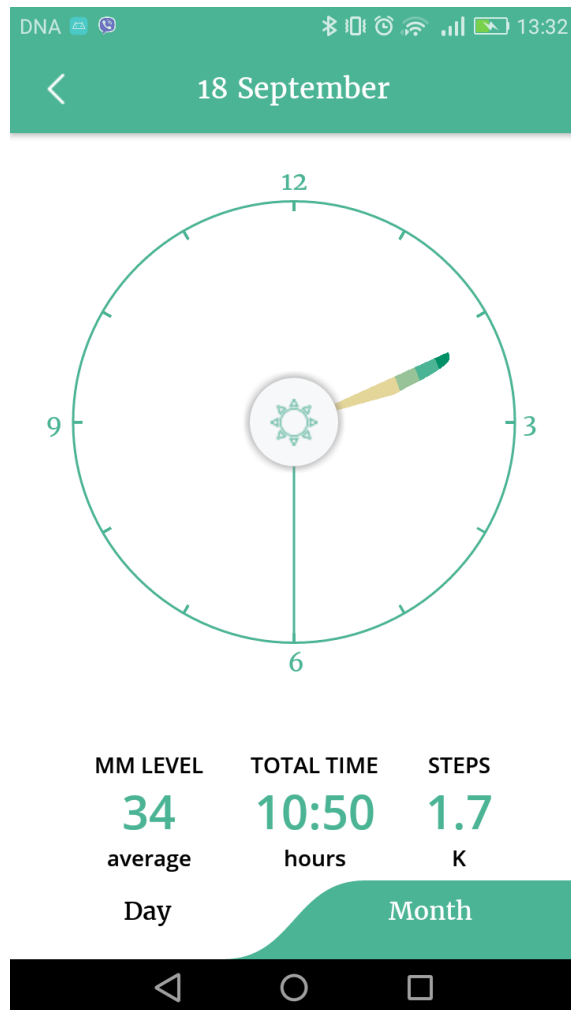 DNA 13:32
18 September
12
9 3
6
MM LEVEL TOTAL TIME STEPS
34 10:50 1.7
average hours K
Day Month